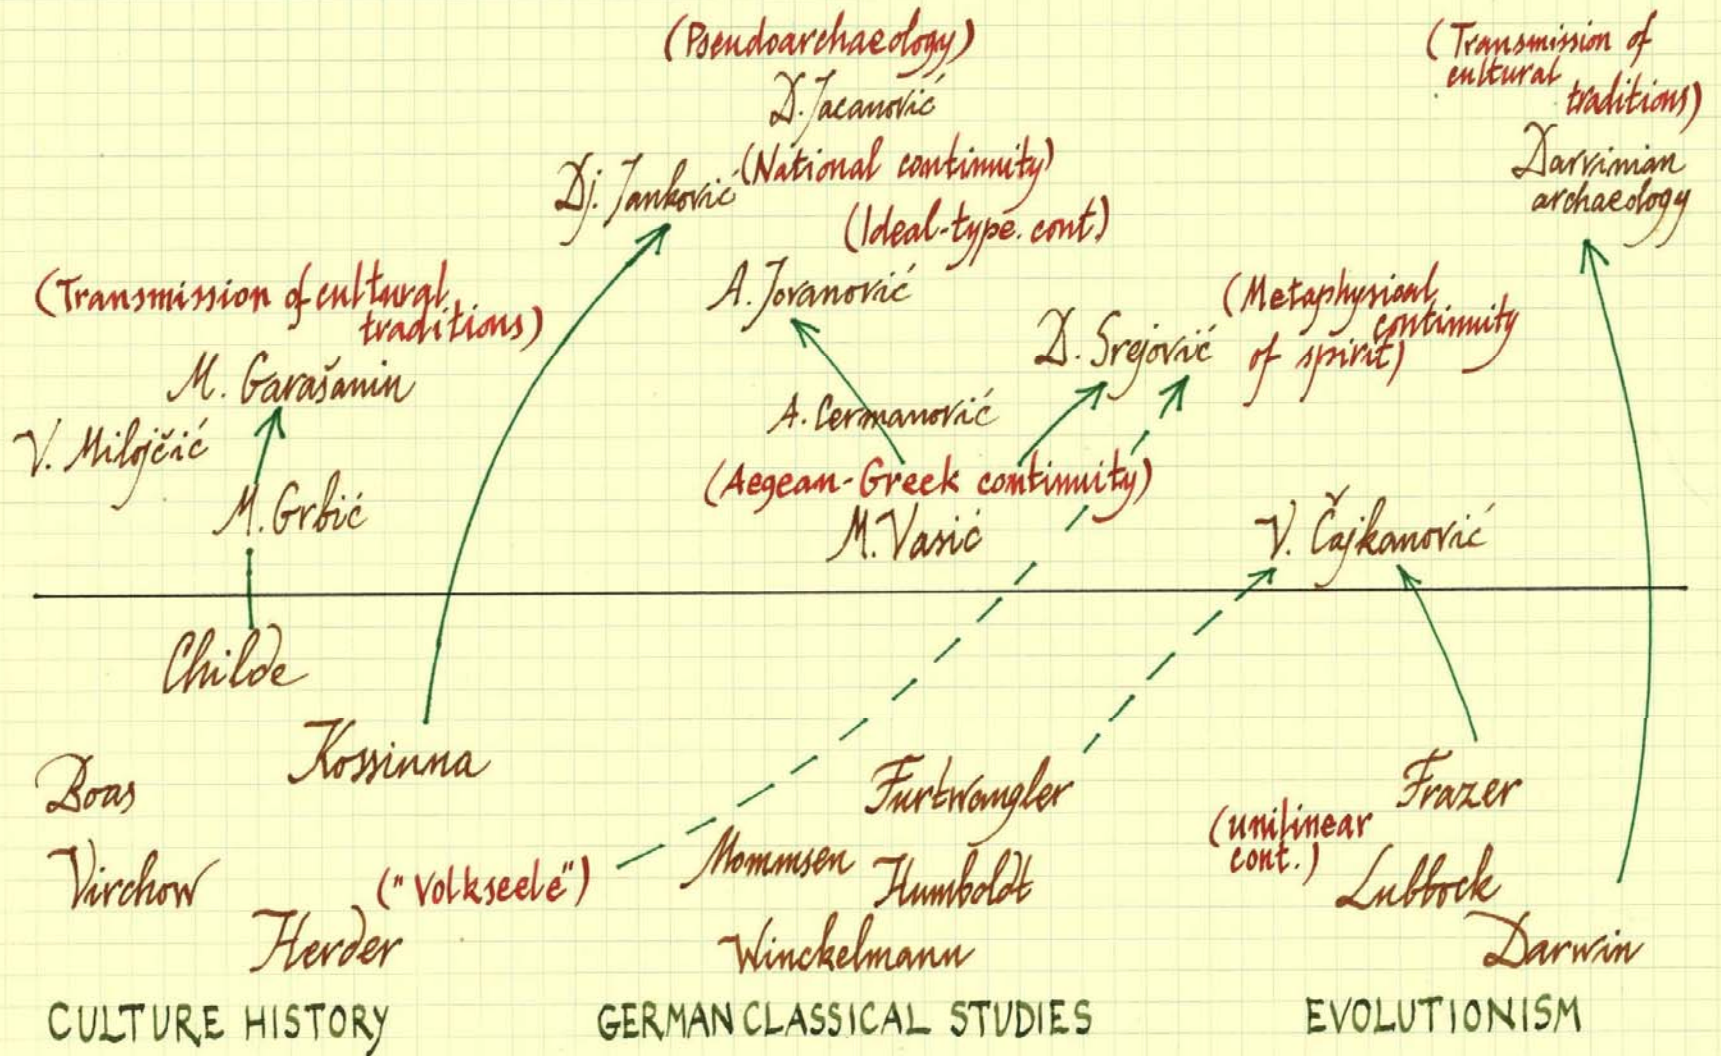 (Pseudoarchaeology)
D. Jacanović
(Transmission of
cultural
traditions)
Darvinian
archaeology
(National continuity)
Dj. Janković
(Ideal-type. cont)
A. Jovanović
(Transmission of cultural
traditions)
M. Garašanin
V. Milojčić
M. Grbić
D. Srejović
(Metaphysical
continuity
of spirit)
A. Cermanović
(Aegean-Greek continuity)
M. Vasić
V. Čajkanović
Childe
Kossinna
Boas
Virchow
("Volkseele")
Herder
Furtwangler
Mommsen
Humboldt
Winckelmann
Frazer
(unilinear
cont.)
Lubbock
Darwin
CULTURE HISTORY
GERMAN CLASSICAL STUDIES
EVOLUTIONISM